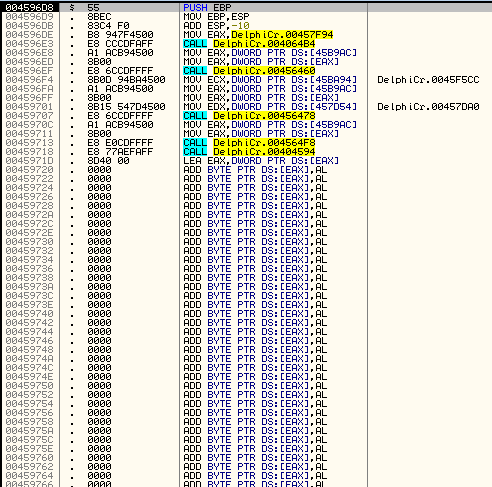 004596D8 $ 55 PUSH EBP
004596D9 . 8BEC MOV EBP,ESP
004596DB . 83C4 F0 ADD ESP,-10
004596DE . B8 947F4500 MOV EAX,DelphiCr.00457F94
004596E3 . E8 CCCDFAFF CALL DelphiCr.004064B4
004596E8 . A1 ACB94500 MOV EAX,DWORD PTR DS:[45B9AC]
004596ED . 8B00 MOV EAX,DWORD PTR DS:[EAX]
004596EF . E8 6CCDFFFF CALL DelphiCr.00456460
004596F4 . 8B0D 94BA4500 MOV ECX,DWORD PTR DS:[45BA94] DelphiCr.0045F5CC
004596FA . A1 ACB94500 MOV EAX,DWORD PTR DS:[45B9AC]
004596FF . 8B00 MOV EAX,DWORD PTR DS:[EAX]
00459701 . 8B15 547D4500 MOV EDX,DWORD PTR DS:[457D54] DelphiCr.00457DA0
00459707 . E8 6CCDFFFF CALL DelphiCr.00456478
0045970C . A1 ACB94500 MOV EAX,DWORD PTR DS:[45B9AC]
00459711 . 8B00 MOV EAX,DWORD PTR DS:[EAX]
00459713 . E8 E0CDFFFF CALL DelphiCr.004564F8
00459718 . E8 77AEFAFF CALL DelphiCr.00404594
0045971D . 8D40 00 LEA EAX,DWORD PTR DS:[EAX]
00459720 . 0000 ADD BYTE PTR DS:[EAX],AL
00459722 . 0000 ADD BYTE PTR DS:[EAX],AL
00459724 . 0000 ADD BYTE PTR DS:[EAX],AL
00459726 . 0000 ADD BYTE PTR DS:[EAX],AL
00459728 . 0000 ADD BYTE PTR DS:[EAX],AL
0045972A . 0000 ADD BYTE PTR DS:[EAX],AL
0045972C . 0000 ADD BYTE PTR DS:[EAX],AL
0045972E . 0000 ADD BYTE PTR DS:[EAX],AL
00459730 . 0000 ADD BYTE PTR DS:[EAX],AL
00459732 . 0000 ADD BYTE PTR DS:[EAX],AL
00459734 . 0000 ADD BYTE PTR DS:[EAX],AL
00459736 . 0000 ADD BYTE PTR DS:[EAX],AL
00459738 . 0000 ADD BYTE PTR DS:[EAX],AL
0045973A . 0000 ADD BYTE PTR DS:[EAX],AL
0045973C . 0000 ADD BYTE PTR DS:[EAX],AL
0045973E . 0000 ADD BYTE PTR DS:[EAX],AL
00459740 . 0000 ADD BYTE PTR DS:[EAX],AL
00459742 . 0000 ADD BYTE PTR DS:[EAX],AL
00459744 . 0000 ADD BYTE PTR DS:[EAX],AL
00459746 . 0000 ADD BYTE PTR DS:[EAX],AL
00459748 . 0000 ADD BYTE PTR DS:[EAX],AL
0045974A . 0000 ADD BYTE PTR DS:[EAX],AL
0045974C . 0000 ADD BYTE PTR DS:[EAX],AL
0045974E . 0000 ADD BYTE PTR DS:[EAX],AL
00459750 . 0000 ADD BYTE PTR DS:[EAX],AL
00459752 . 0000 ADD BYTE PTR DS:[EAX],AL
00459754 . 0000 ADD BYTE PTR DS:[EAX],AL
00459756 . 0000 ADD BYTE PTR DS:[EAX],AL
00459758 . 0000 ADD BYTE PTR DS:[EAX],AL
0045975A . 0000 ADD BYTE PTR DS:[EAX],AL
0045975C . 0000 ADD BYTE PTR DS:[EAX],AL
0045975E . 0000 ADD BYTE PTR DS:[EAX],AL
00459760 . 0000 ADD BYTE PTR DS:[EAX],AL
00459762 . 0000 ADD BYTE PTR DS:[EAX],AL
00459764 . 0000 ADD BYTE PTR DS:[EAX],AL
00459766 . 0000 ADD BYTE PTR DS:[EAX],AL